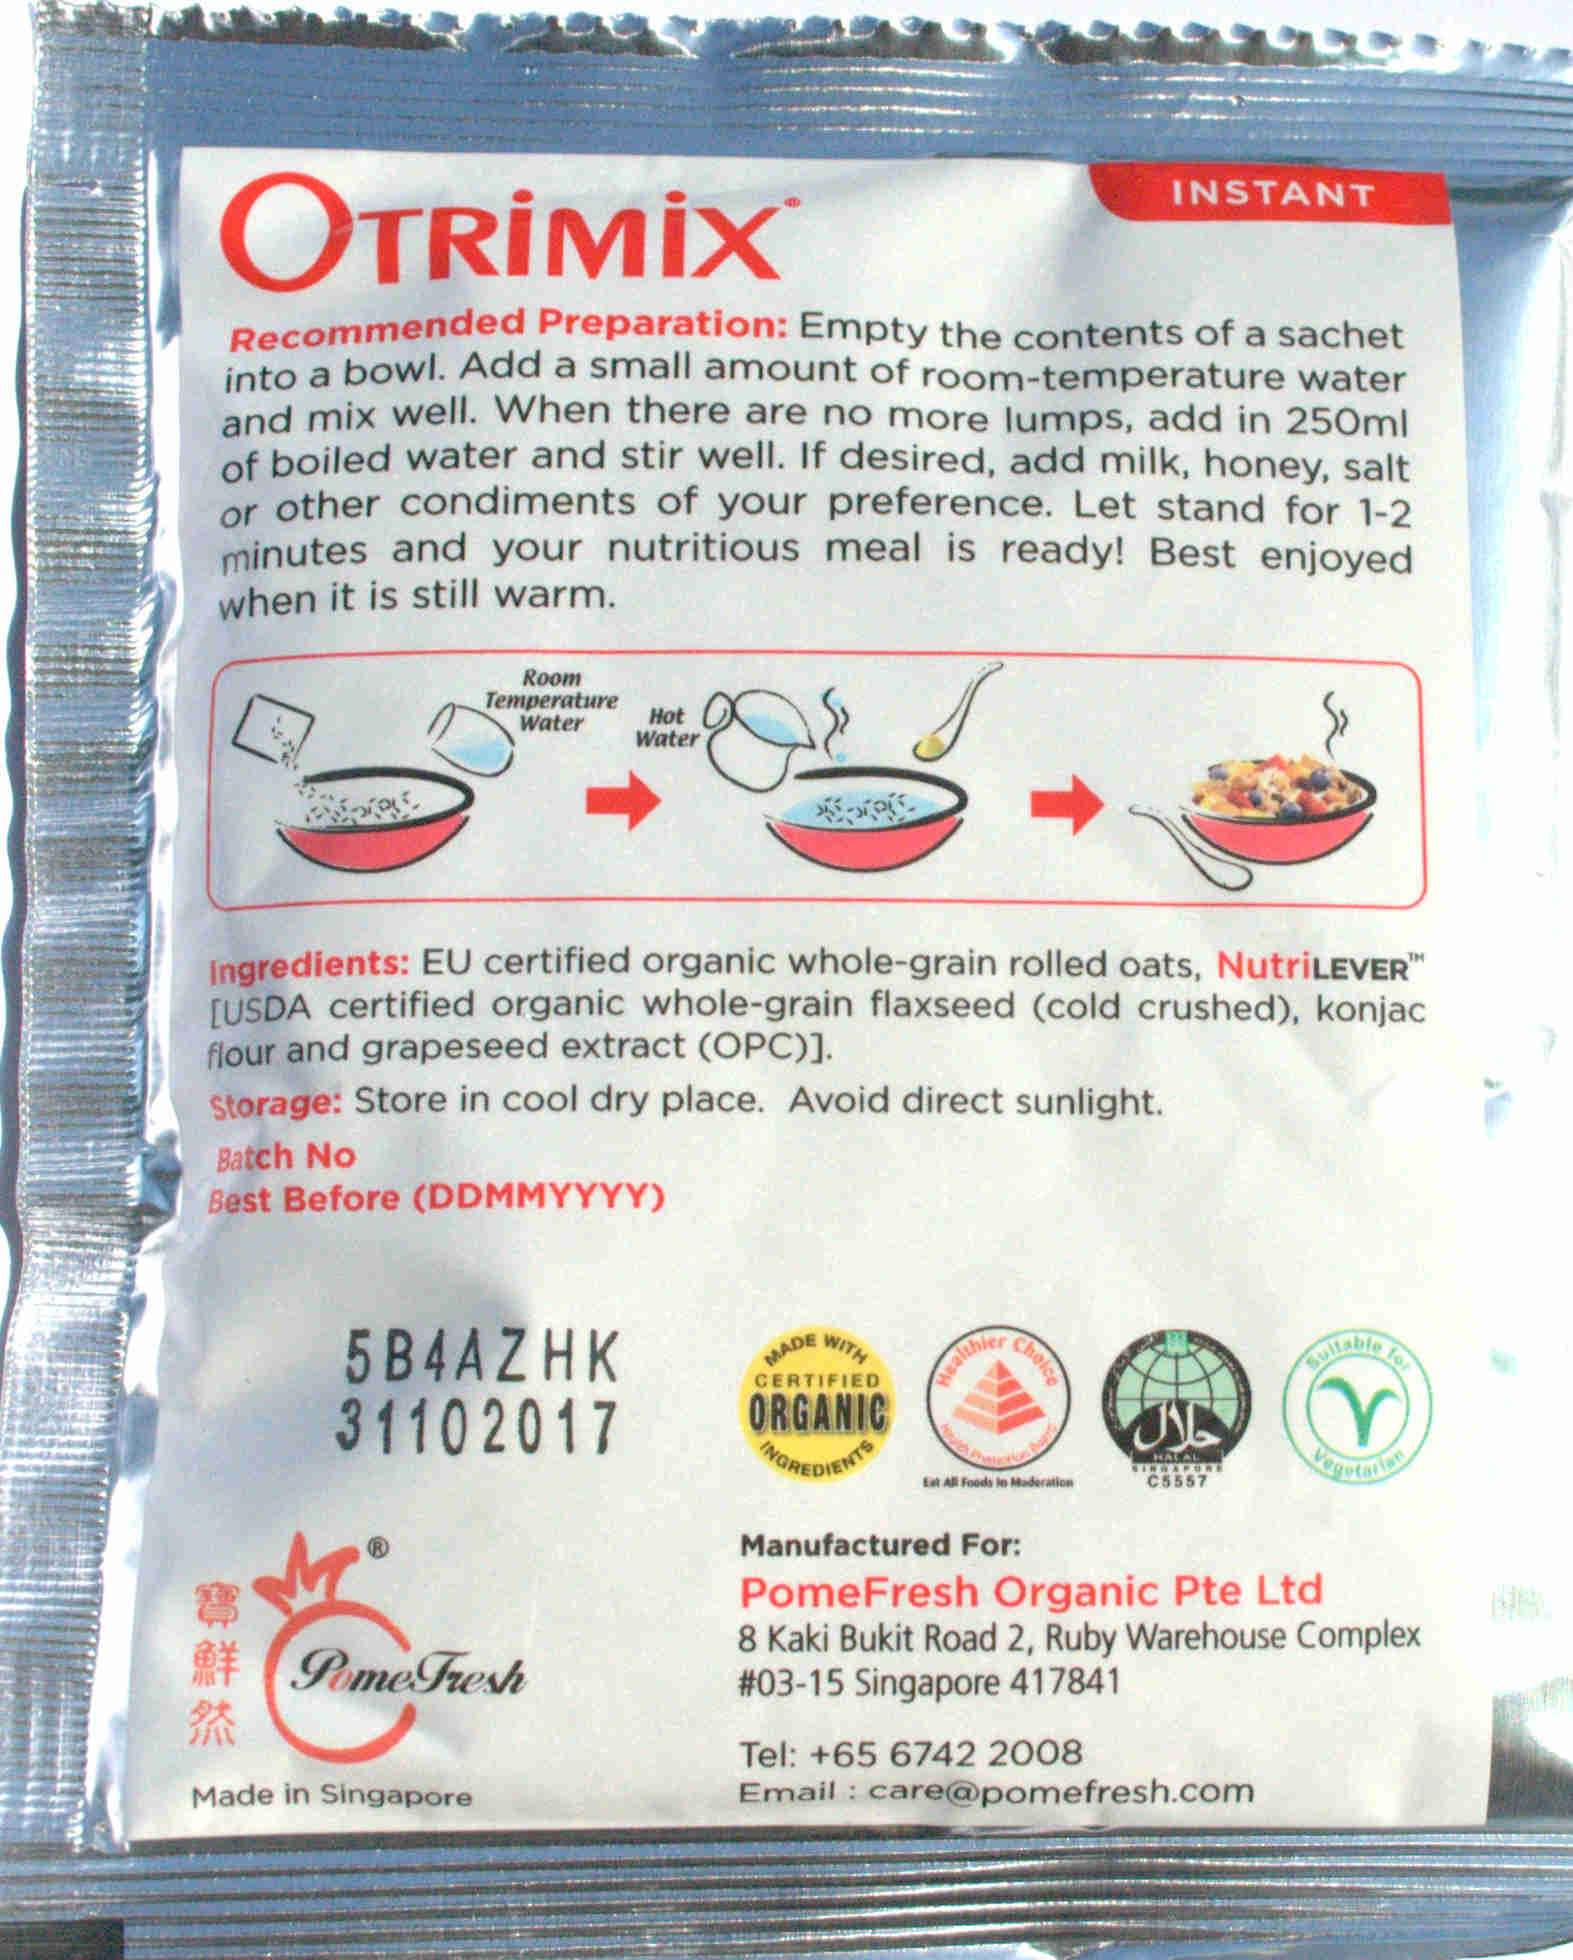 OTRiMiX®
INSTANT
Recommended Preparation: Empty the contents of a sachet
into a bowl. Add a small amount of room-temperature water
and mix well. When there are no more lumps, add in 250ml
of boiled water and stir well. If desired, add milk, honey, salt
or other condiments of your preference. Let stand for 1-2
minutes and your nutritious meal is ready! Best enjoyed
when it is still warm.
Room
Temperature
Water
Hot
Water
Ingredients: EU certified organic whole-grain rolled oats, NutriLEVER™
[USDA certified organic whole-grain flaxseed (cold crushed), konjac
flour and grapeseed extract (OPC)].
Storage: Store in cool dry place. Avoid direct sunlight.
Batch No
Best Before (DDMMYYYY)
5B4AZHK
31102017
MADE WITH
CERTIFIED
ORGANIC
INGREDIENTS
Healthier Choice
Health Promotion Board
Eat All Foods In Moderation
حلال
HALAL
SINGAPORE
C5557
Suitable for
Vegetarian
®
寶鮮然
PomeFresh
Made in Singapore
Manufactured For:
PomeFresh Organic Pte Ltd
8 Kaki Bukit Road 2, Ruby Warehouse Complex
#03-15 Singapore 417841
Tel: +65 6742 2008
Email : care@pomefresh.com